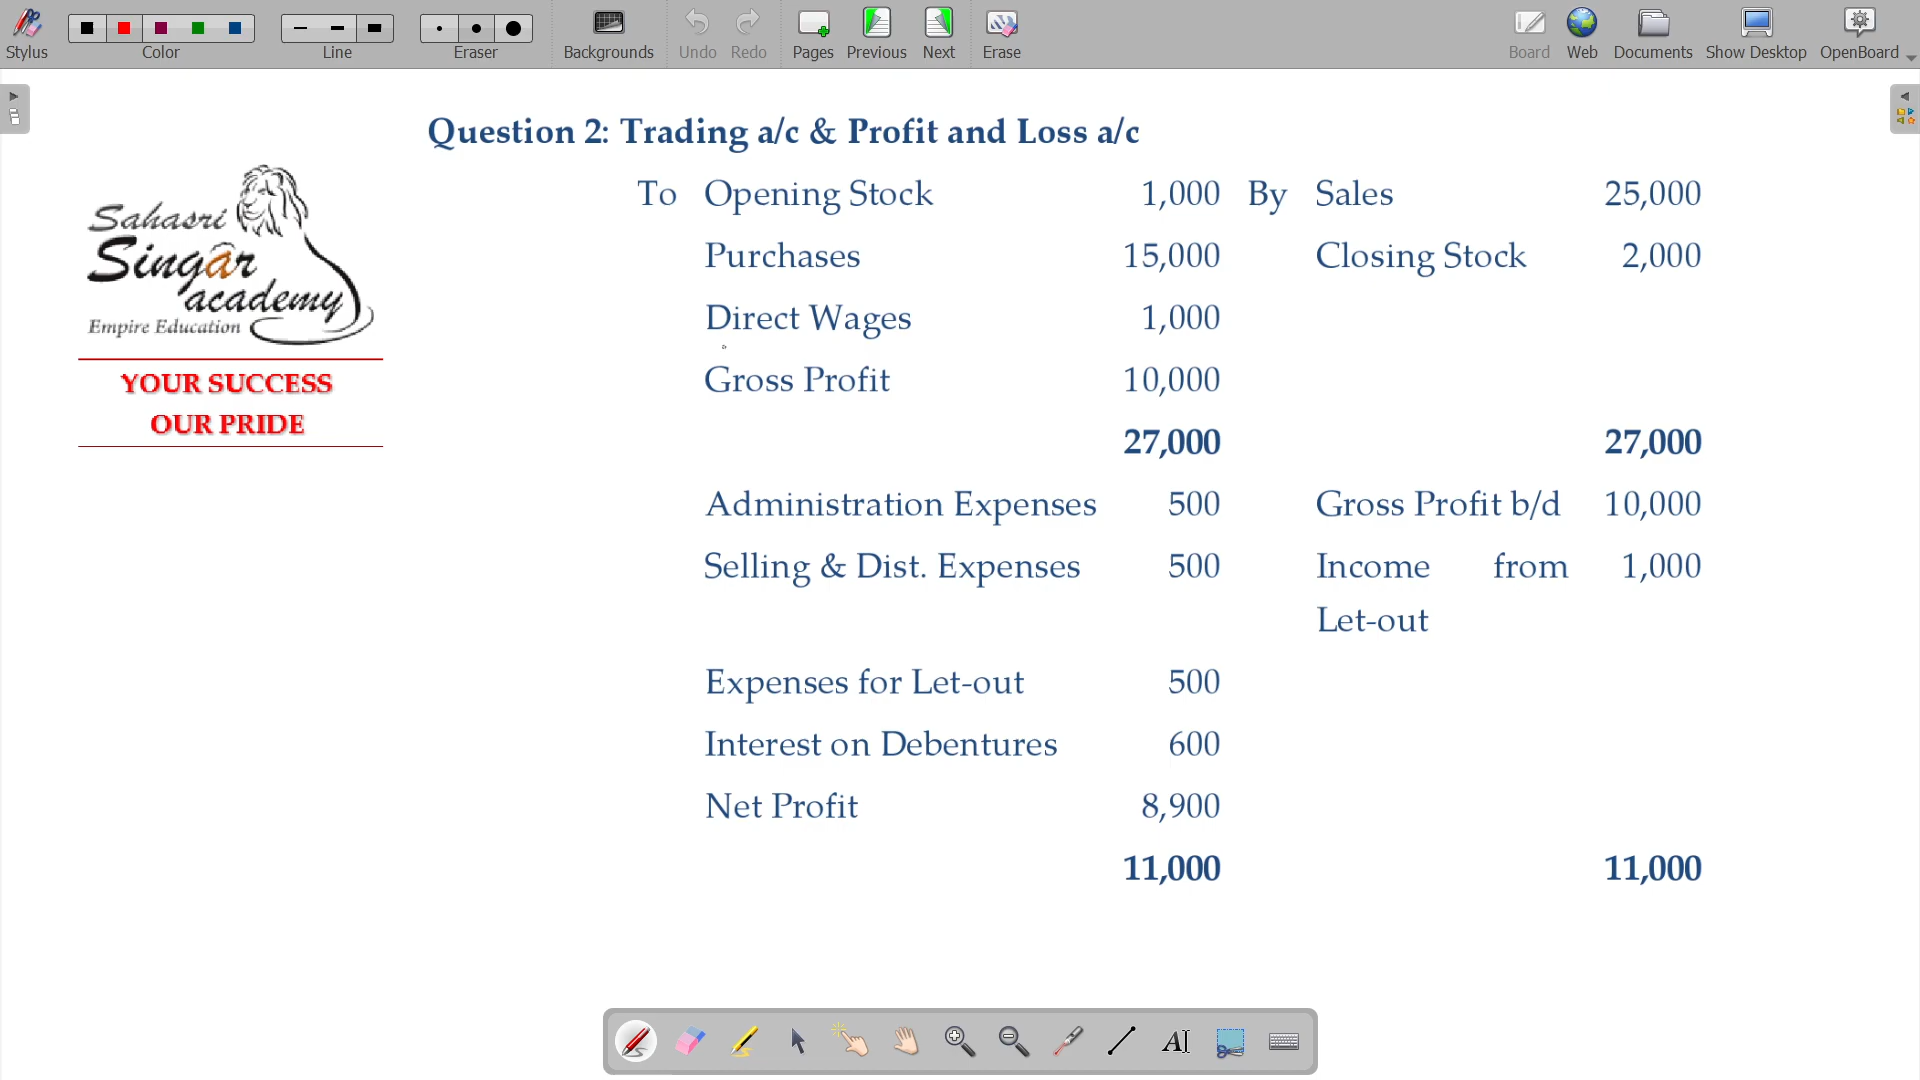 Stylus Color Line Eraser Backgrounds Undo Redo Pages Previous Next Erase Board Web Documents Show Desktop OpenBoard
Question 2: Trading a/c & Profit and Loss a/c
Sahasri
Singar
academy
Empire Education
YOUR SUCCESS
OUR PRIDE
To Opening Stock 1,000 By Sales 25,000
Purchases 15,000 Closing Stock 2,000
Direct Wages 1,000
Gross Profit 10,000
27,000 27,000
Administration Expenses 500 Gross Profit b/d 10,000
Selling & Dist. Expenses 500 Income from 1,000
Let-out
Expenses for Let-out 500
Interest on Debentures 600
Net Profit 8,900
11,000 11,000